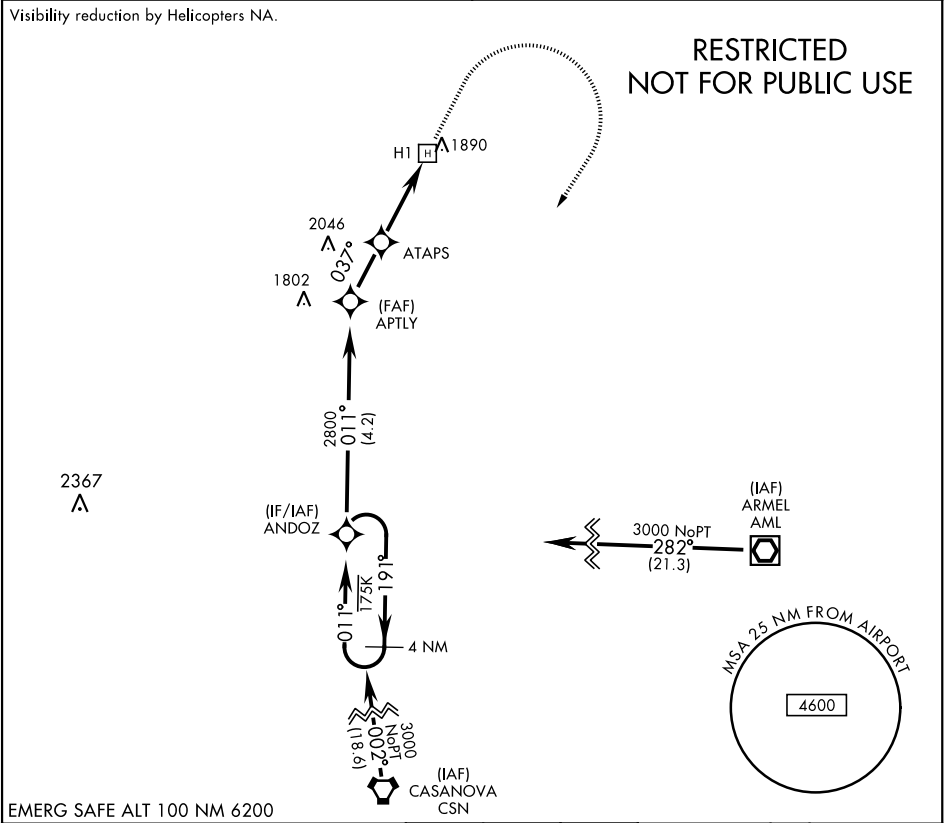 Visibility reduction by Helicopters NA.
RESTRICTED
NOT FOR PUBLIC USE
H1
H
1890
2046
037°
ATAPS
1802
(FAF)
APTLY
2800
011°
(4.2)
2367
(IF/IAF)
ANDOZ
191°
175K
011°
4 NM
(IAF)
ARMEL
AML
3000 NoPT
282°
(21.3)
MSA 25 NM FROM AIRPORT
4600
3000
NoPT
002°
(18.6)
(IAF)
CASANOVA
CSN
EMERG SAFE ALT 100 NM 6200